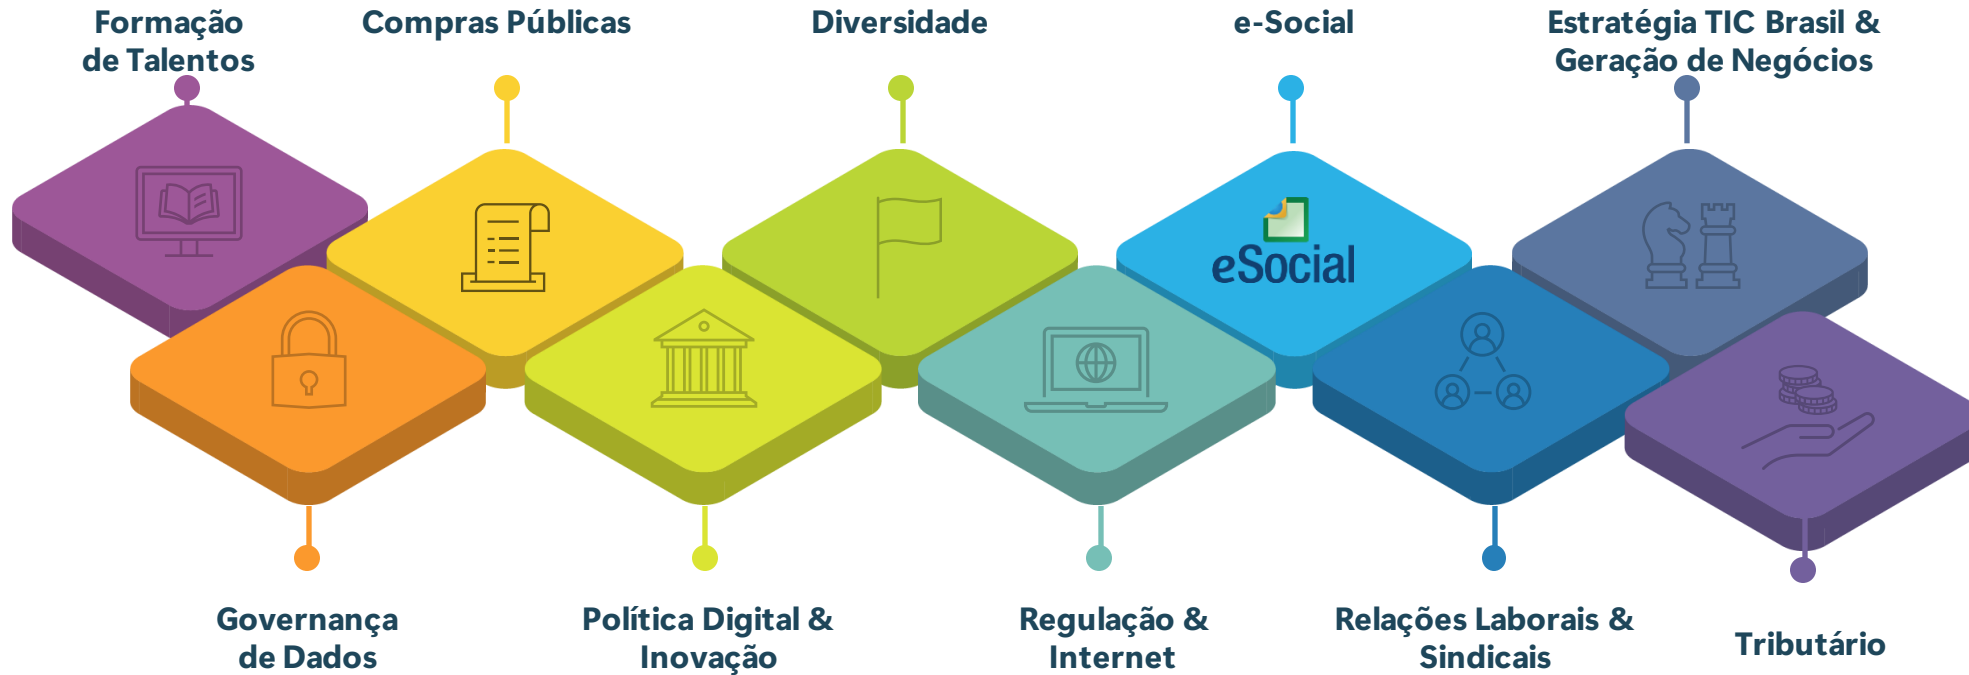 Formação
de Talentos
Compras Públicas
Diversidade
e-Social
Estratégia TIC Brasil &
Geração de Negócios
eSocial
Governança
de Dados
Política Digital &
Inovação
Regulação &
Internet
Relações Laborais &
Sindicais
Tributário